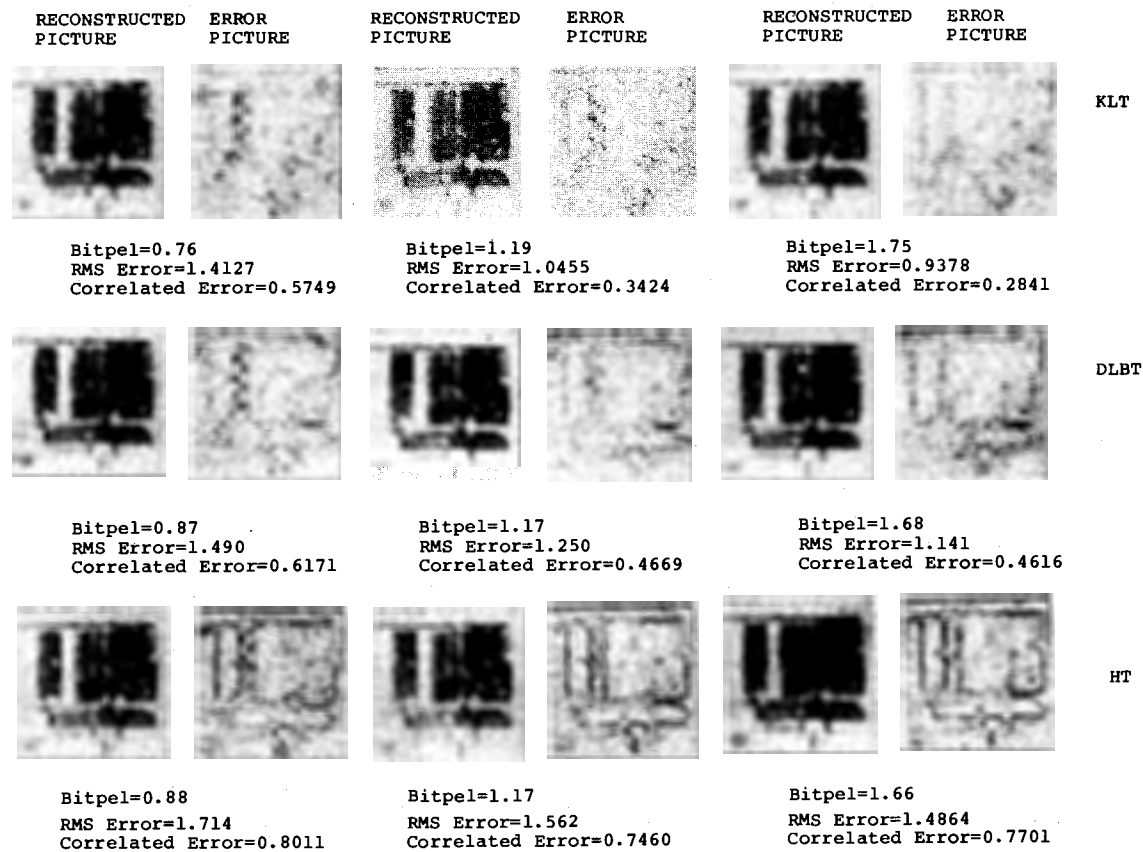 RECONSTRUCTED PICTURE ERROR PICTURE RECONSTRUCTED PICTURE ERROR PICTURE RECONSTRUCTED PICTURE ERROR PICTURE
KLT
Bitpel=0.76 Bitpel=1.19 Bitpel=1.75
RMS Error=1.4127 RMS Error=1.0455 RMS Error=0.9378
Correlated Error=0.5749 Correlated Error=0.3424 Correlated Error=0.2841
DLBT
Bitpel=0.87 Bitpel=1.17 Bitpel=1.68
RMS Error=1.490 RMS Error=1.250 RMS Error=1.141
Correlated Error=0.6171 Correlated Error=0.4669 Correlated Error=0.4616
HT
Bitpel=0.88 Bitpel=1.17 Bitpel=1.66
RMS Error=1.714 RMS Error=1.562 RMS Error=1.4864
Correlated Error=0.8011 Correlated Error=0.7460 Correlated Error=0.7701